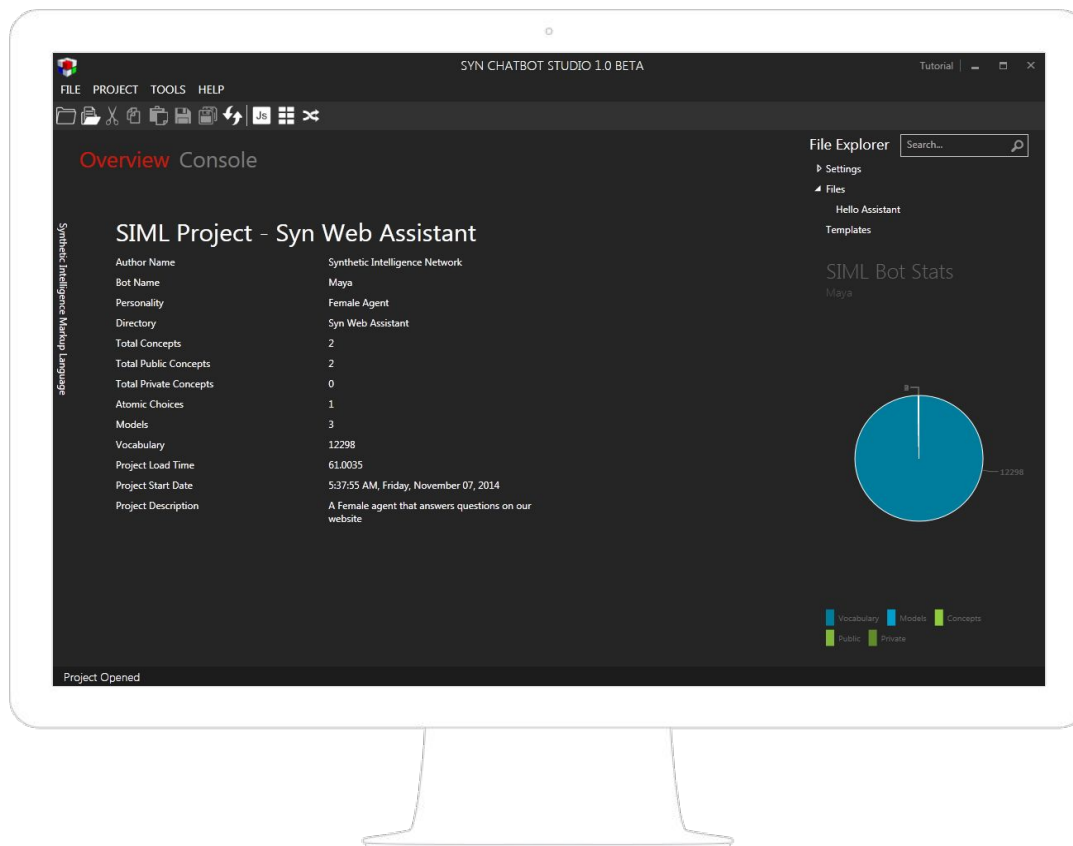 SYN CHATBOT STUDIO 1.0 BETA
Tutorial
FILE PROJECT TOOLS HELP
Js
Overview Console
File Explorer Search...
Settings
Files
Hello Assistant
Templates
Synthetic Intelligence Markup Language
SIML Project - Syn Web Assistant
Author Name Synthetic Intelligence Network
Bot Name Maya
Personality Female Agent
Directory Syn Web Assistant
Total Concepts 2
Total Public Concepts 2
Total Private Concepts 0
Atomic Choices 1
Models 3
Vocabulary 12298
Project Load Time 61.0035
Project Start Date 5:37:55 AM, Friday, November 07, 2014
Project Description A Female agent that answers questions on our
website
SIML Bot Stats
Maya
12298
Vocabulary Models Concepts
Public Private
Project Opened